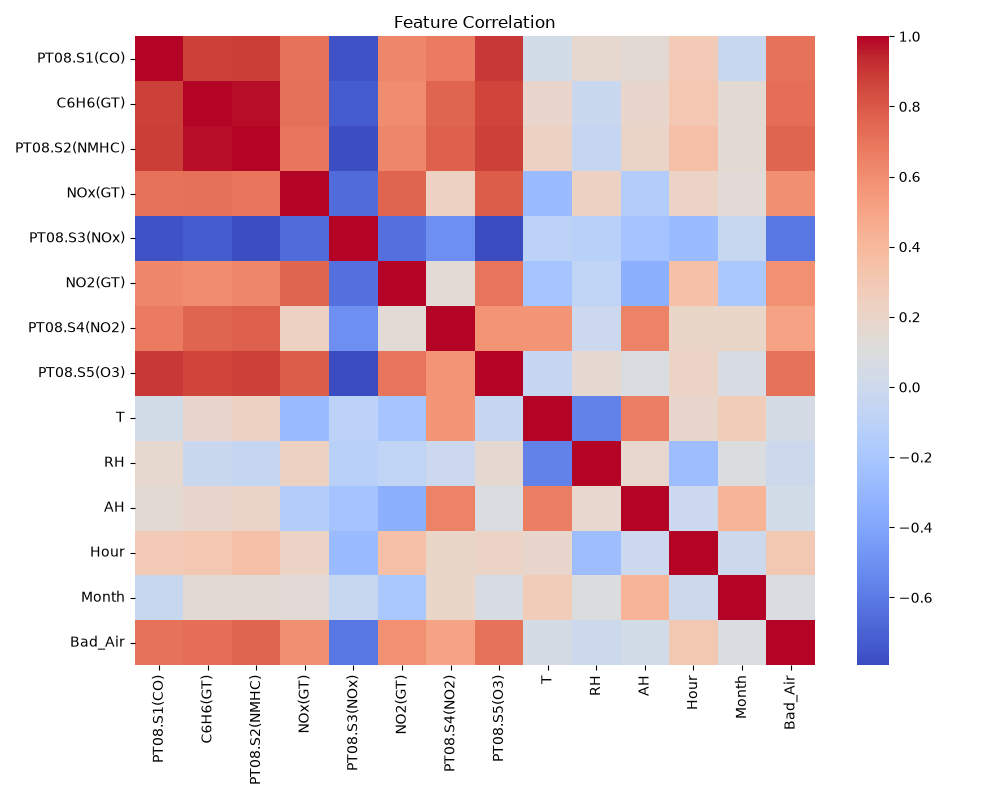 Feature Correlation
PT08.S1(CO)
C6H6(GT)
PT08.S2(NMHC)
NOx(GT)
PT08.S3(NOx)
NO2(GT)
PT08.S4(NO2)
PT08.S5(O3)
T
RH
AH
Hour
Month
Bad_Air
PT08.S1(CO)
C6H6(GT)
PT08.S2(NMHC)
NOx(GT)
PT08.S3(NOx)
NO2(GT)
PT08.S4(NO2)
PT08.S5(O3)
T
RH
AH
Hour
Month
Bad_Air
1.0
0.8
0.6
0.4
0.2
0.0
−0.2
−0.4
−0.6